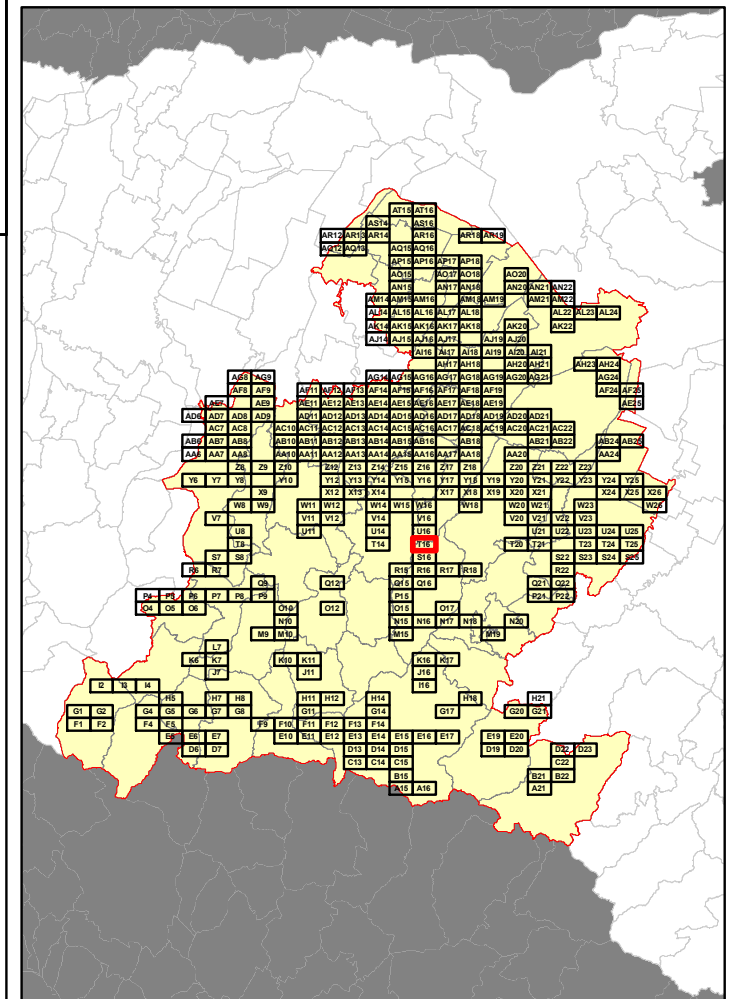 AT15 AT16
AS14 AS16
AR12 AR13 AR14 AR16 AR18 AR19
AQ12 AQ13 AQ15 AQ16
AP15 AP16 AP17 AP18
AO15 AO17 AO18 AO20
AN15 AN17 AN18 AN20 AN21 AN22
AM14 AM15 AM16 AM18 AM19 AM21 AM22
AL14 AL15 AL16 AL17 AL18 AL22 AL23 AL24
AK14 AK15 AK16 AK17 AK18 AK20 AK22
AJ14 AJ15 AJ16 AJ17 AJ19 AJ20
AI16 AI17 AI18 AI19 AI20 AI21
AH17 AH18 AH20 AH21 AH23 AH24
AG8 AG9 AG14 AG15 AG16 AG17 AG18 AG19 AG20 AG21 AG24
AF8 AF9 AF11 AF12 AF13 AF14 AF15 AF16 AF17 AF18 AF19 AF24 AF25
AE7 AE9 AE11 AE12 AE13 AE14 AE15 AE16 AE17 AE18 AE19 AE25
AD6 AD7 AD8 AD9 AD11 AD12 AD13 AD14 AD15 AD16 AD17 AD18 AD19 AD20 AD21
AC7 AC8 AC10 AC11 AC12 AC13 AC14 AC15 AC16 AC17 AC18 AC19 AC20 AC21 AC22
AB6 AB7 AB8 AB10 AB11 AB12 AB13 AB14 AB15 AB16 AB18 AB21 AB22 AB24 AB25
AA6 AA7 AA8 AA10 AA11 AA12 AA13 AA14 AA15 AA16 AA17 AA18 AA20 AA24
Z8 Z9 Z10 Z12 Z13 Z14 Z15 Z16 Z17 Z18 Z20 Z21 Z22 Z23
Y6 Y7 Y8 Y10 Y12 Y13 Y14 Y15 Y16 Y17 Y18 Y19 Y20 Y21 Y22 Y23 Y24 Y25
X9 X12 X13 X14 X17 X18 X19 X20 X21 X24 X25 X26
W8 W9 W11 W12 W14 W15 W16 W18 W20 W21 W23 W26
V7 V11 V12 V14 V16 V20 V21 V22 V23
U8 U11 U14 U16 U21 U22 U23 U24 U25
T8 T14 T16 T20 T21 T23 T24 T25
S7 S8 S16 S22 S23 S24 S25
R6 R7 R15 R16 R17 R18 R22
Q9 Q12 Q15 Q16 Q21 Q22
P4 P5 P6 P7 P8 P9 P15 P21 P22
O4 O5 O6 O10 O12 O15 O17
N10 N15 N16 N17 N18 N20
M9 M10 M15 M19
L7
K6 K7 K10 K11 K16 K17
J7 J11 J16
I2 I3 I4 I16
H5 H7 H8 H11 H12 H14 H18 H21
G1 G2 G4 G5 G6 G7 G8 G11 G14 G17 G20 G21
F1 F2 F4 F5 F9 F10 F11 F12 F13 F14
E5 E6 E7 E10 E11 E12 E13 E14 E15 E16 E17 E19 E20
D6 D7 D13 D14 D15 D19 D20 D22 D23
C13 C14 C15 C22
B15 B21 B22
A15 A16 A21